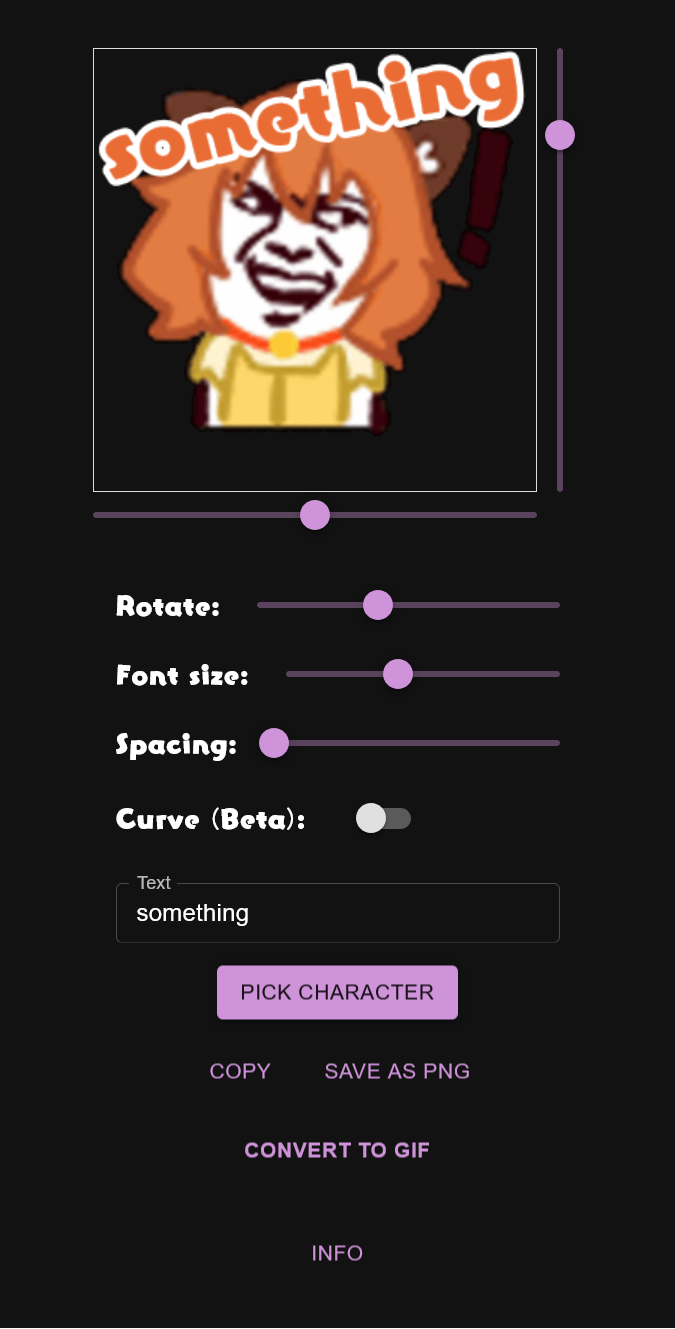 something
Rotate:
Font size:
Spacing:
Curve (Beta):
Text
something
PICK CHARACTER
COPY SAVE AS PNG
CONVERT TO GIF
INFO